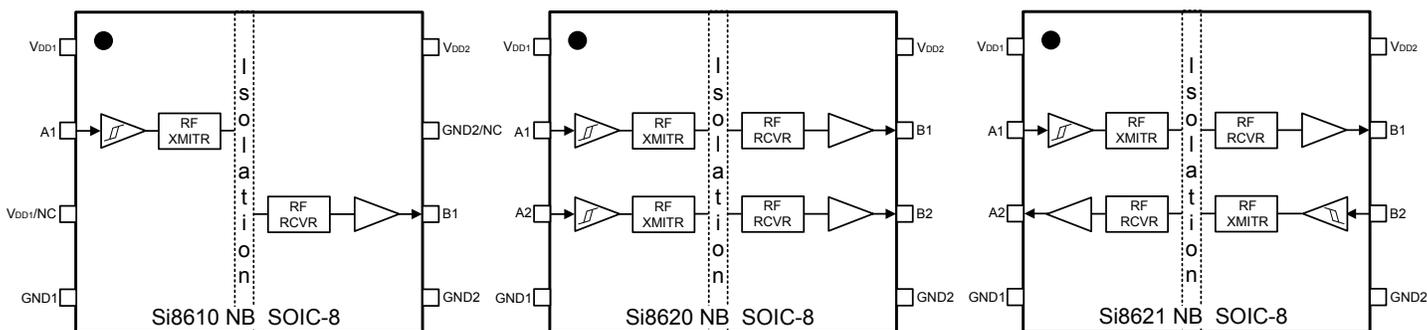 VDD1
VDD2
A1
RF
XMITR
GND2/NC
VDD1/NC
RF
RCVR
B1
GND1
GND2
Isolation
Si8610 NB SOIC-8
VDD1
VDD2
A1
RF
XMITR
RF
RCVR
B1
A2
RF
XMITR
RF
RCVR
B2
GND1
GND2
Isolation
Si8620 NB SOIC-8
VDD1
VDD2
A1
RF
XMITR
RF
RCVR
B1
A2
RF
RCVR
RF
XMITR
B2
GND1
GND2
Isolation
Si8621 NB SOIC-8